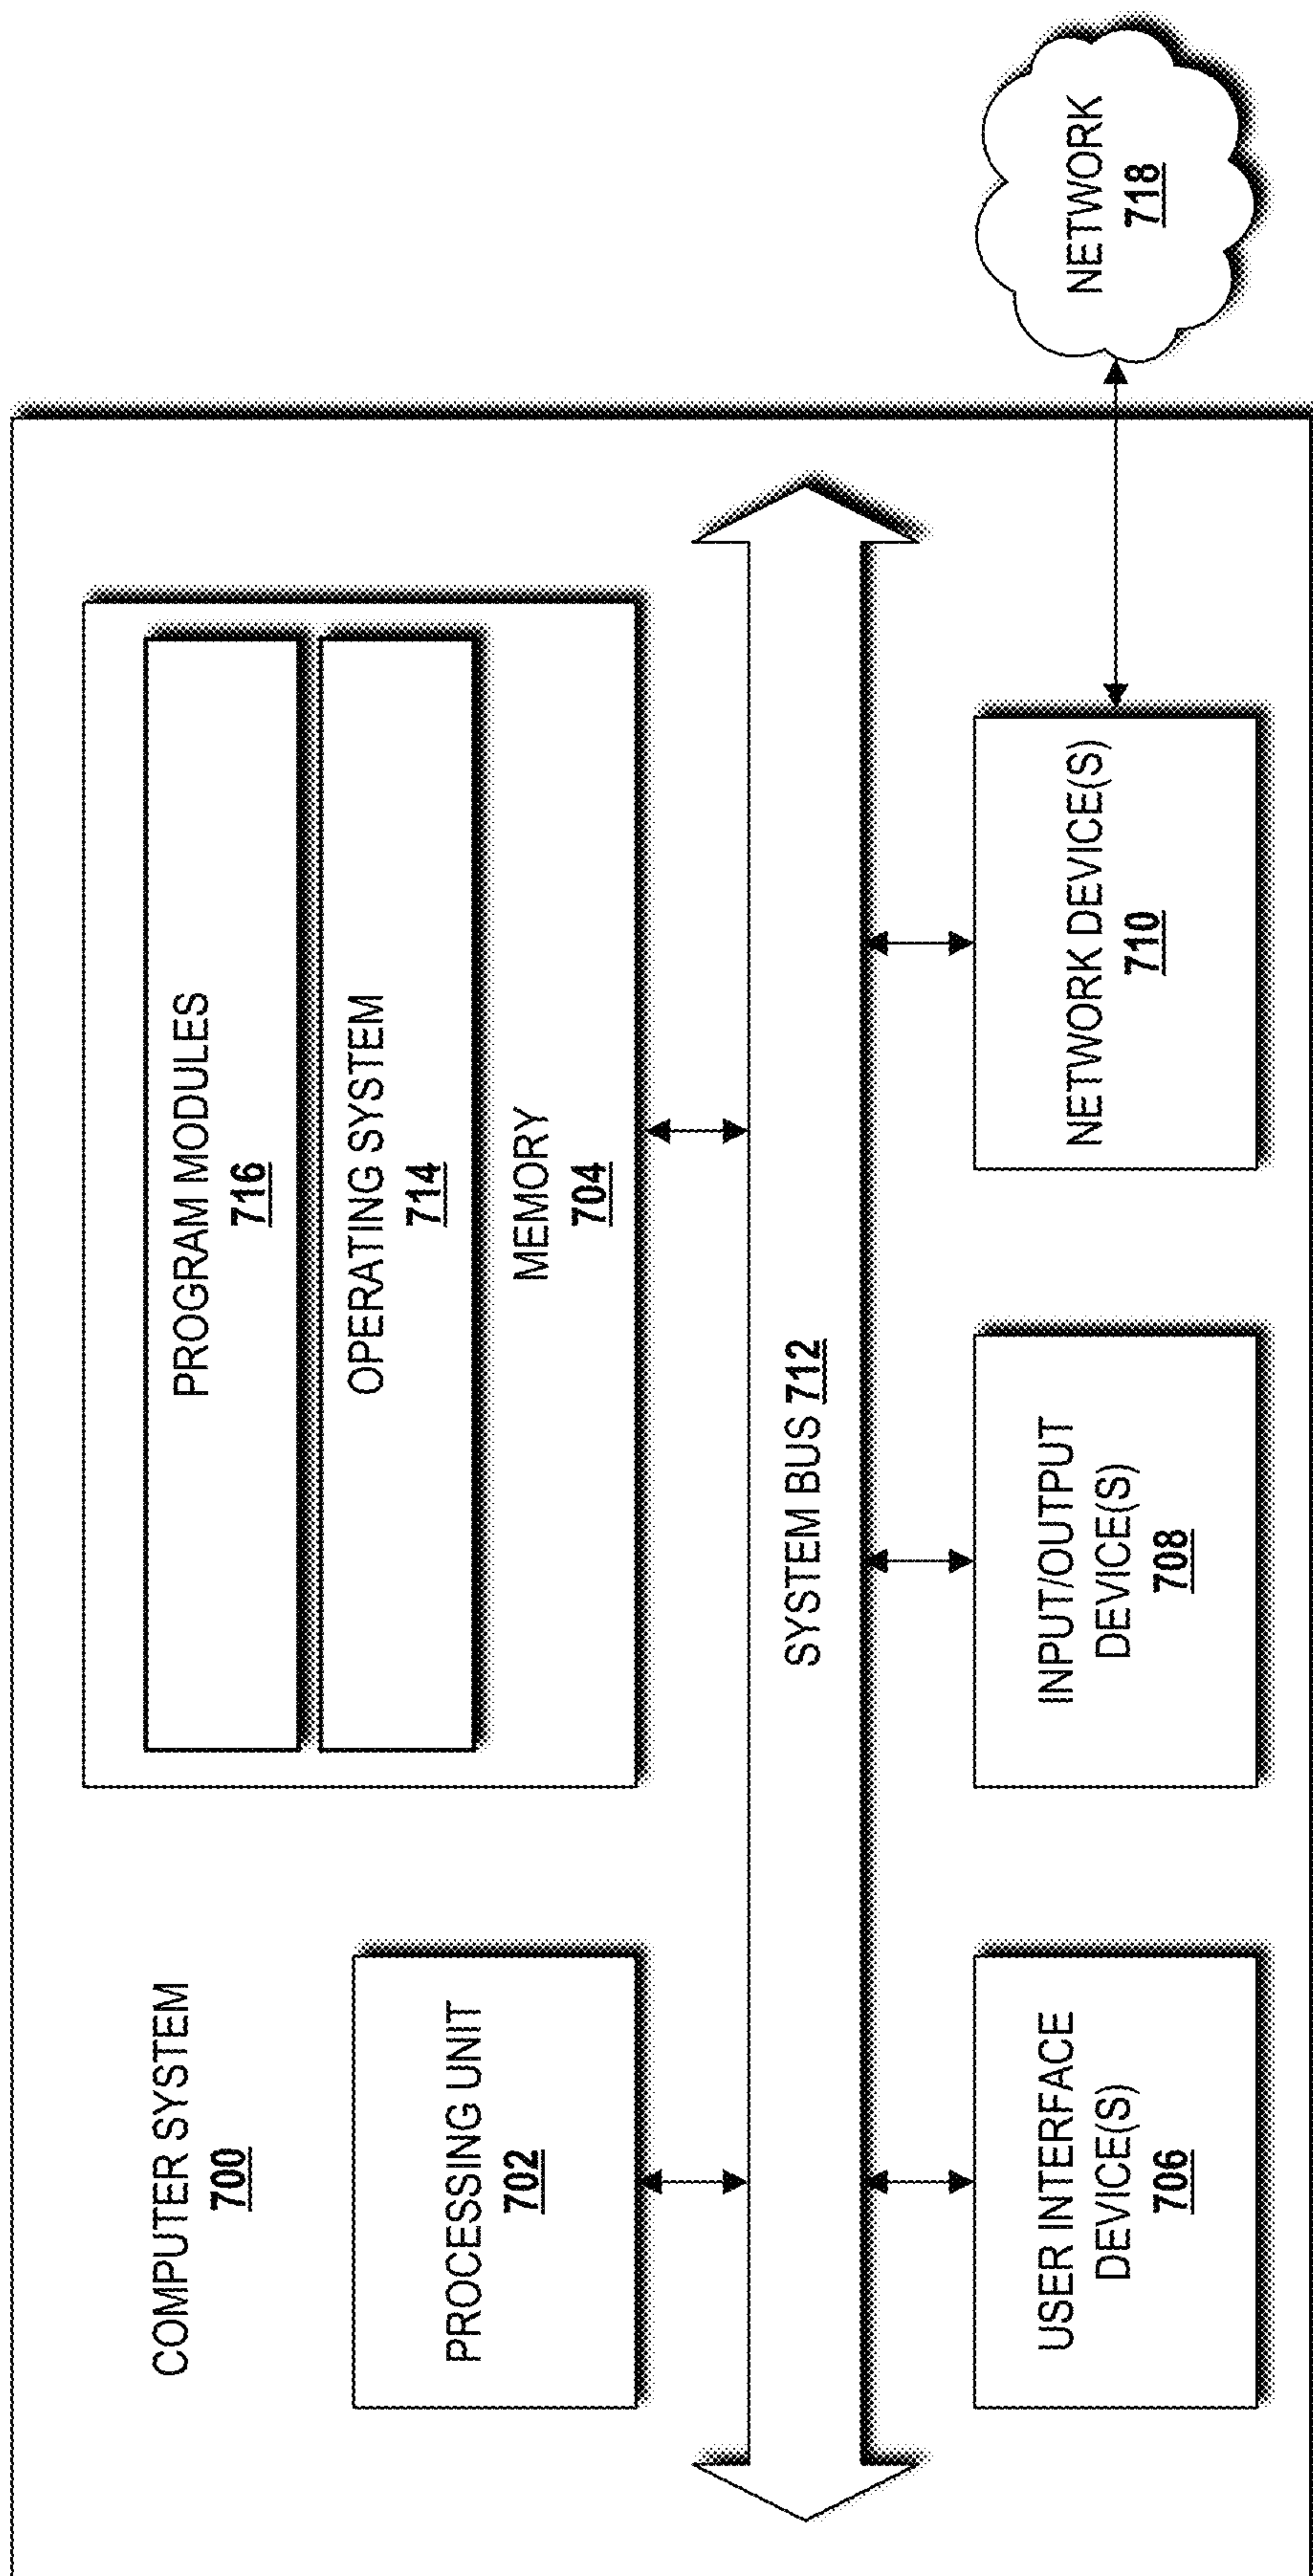 COMPUTER SYSTEM
700
PROCESSING UNIT
702
PROGRAM MODULES
716
OPERATING SYSTEM
714
MEMORY
704
SYSTEM BUS 712
USER INTERFACE
DEVICE(S)
706
INPUT/OUTPUT
DEVICE(S)
708
NETWORK DEVICE(S)
710
NETWORK
718